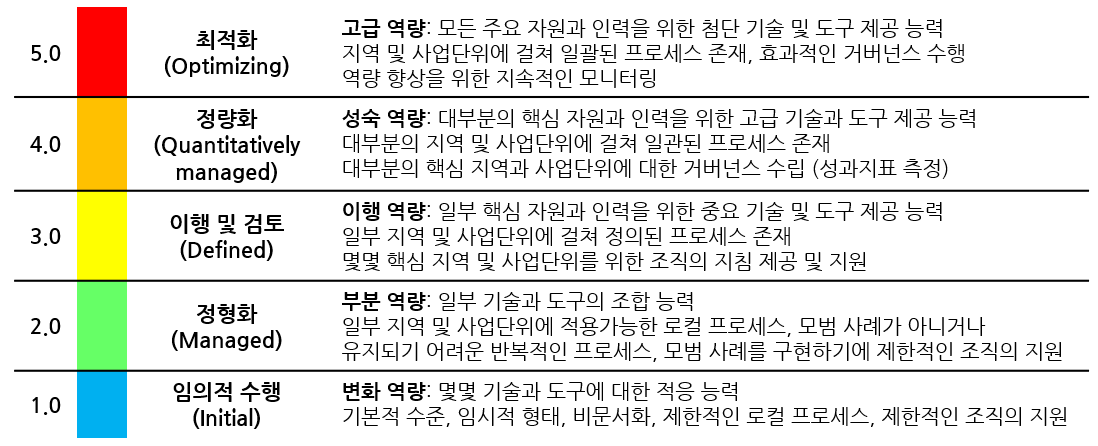 5.0
최적화
(Optimizing)
고급 역량: 모든 주요 자원과 인력을 위한 첨단 기술 및 도구 제공 능력
지역 및 사업단위에 걸쳐 일괄된 프로세스 존재, 효과적인 거버넌스 수행
역량 향상을 위한 지속적인 모니터링
4.0
정량화
(Quantitatively
managed)
성숙 역량: 대부분의 핵심 자원과 인력을 위한 고급 기술과 도구 제공 능력
대부분의 지역 및 사업단위에 걸쳐 일관된 프로세스 존재
대부분의 핵심 지역과 사업단위에 대한 거버넌스 수립 (성과지표 측정)
3.0
이행 및 검토
(Defined)
이행 역량: 일부 핵심 자원과 인력을 위한 중요 기술 및 도구 제공 능력
일부 지역 및 사업단위에 걸쳐 정의된 프로세스 존재
몇몇 핵심 지역 및 사업단위를 위한 조직의 지침 제공 및 지원
2.0
정형화
(Managed)
부분 역량: 일부 기술과 도구의 조합 능력
일부 지역 및 사업단위에 적용가능한 로컬 프로세스, 모범 사례가 아니거나
유지되기 어려운 반복적인 프로세스, 모범 사례를 구현하기에 제한적인 조직의 지원
1.0
임의적 수행
(Initial)
변화 역량: 몇몇 기술과 도구에 대한 적응 능력
기본적 수준, 임시적 형태, 비문서화, 제한적인 로컬 프로세스, 제한적인 조직의 지원